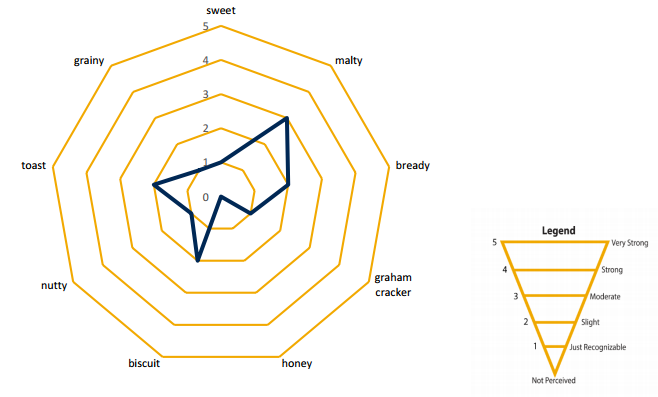 sweet
5
grainy
malty
4
3
2
toast
1
bready
0
nutty
graham
cracker
biscuit
honey
Legend
5
Very Strong
4
Strong
3
Moderate
2
Slight
1
Just Recognizable
Not Perceived